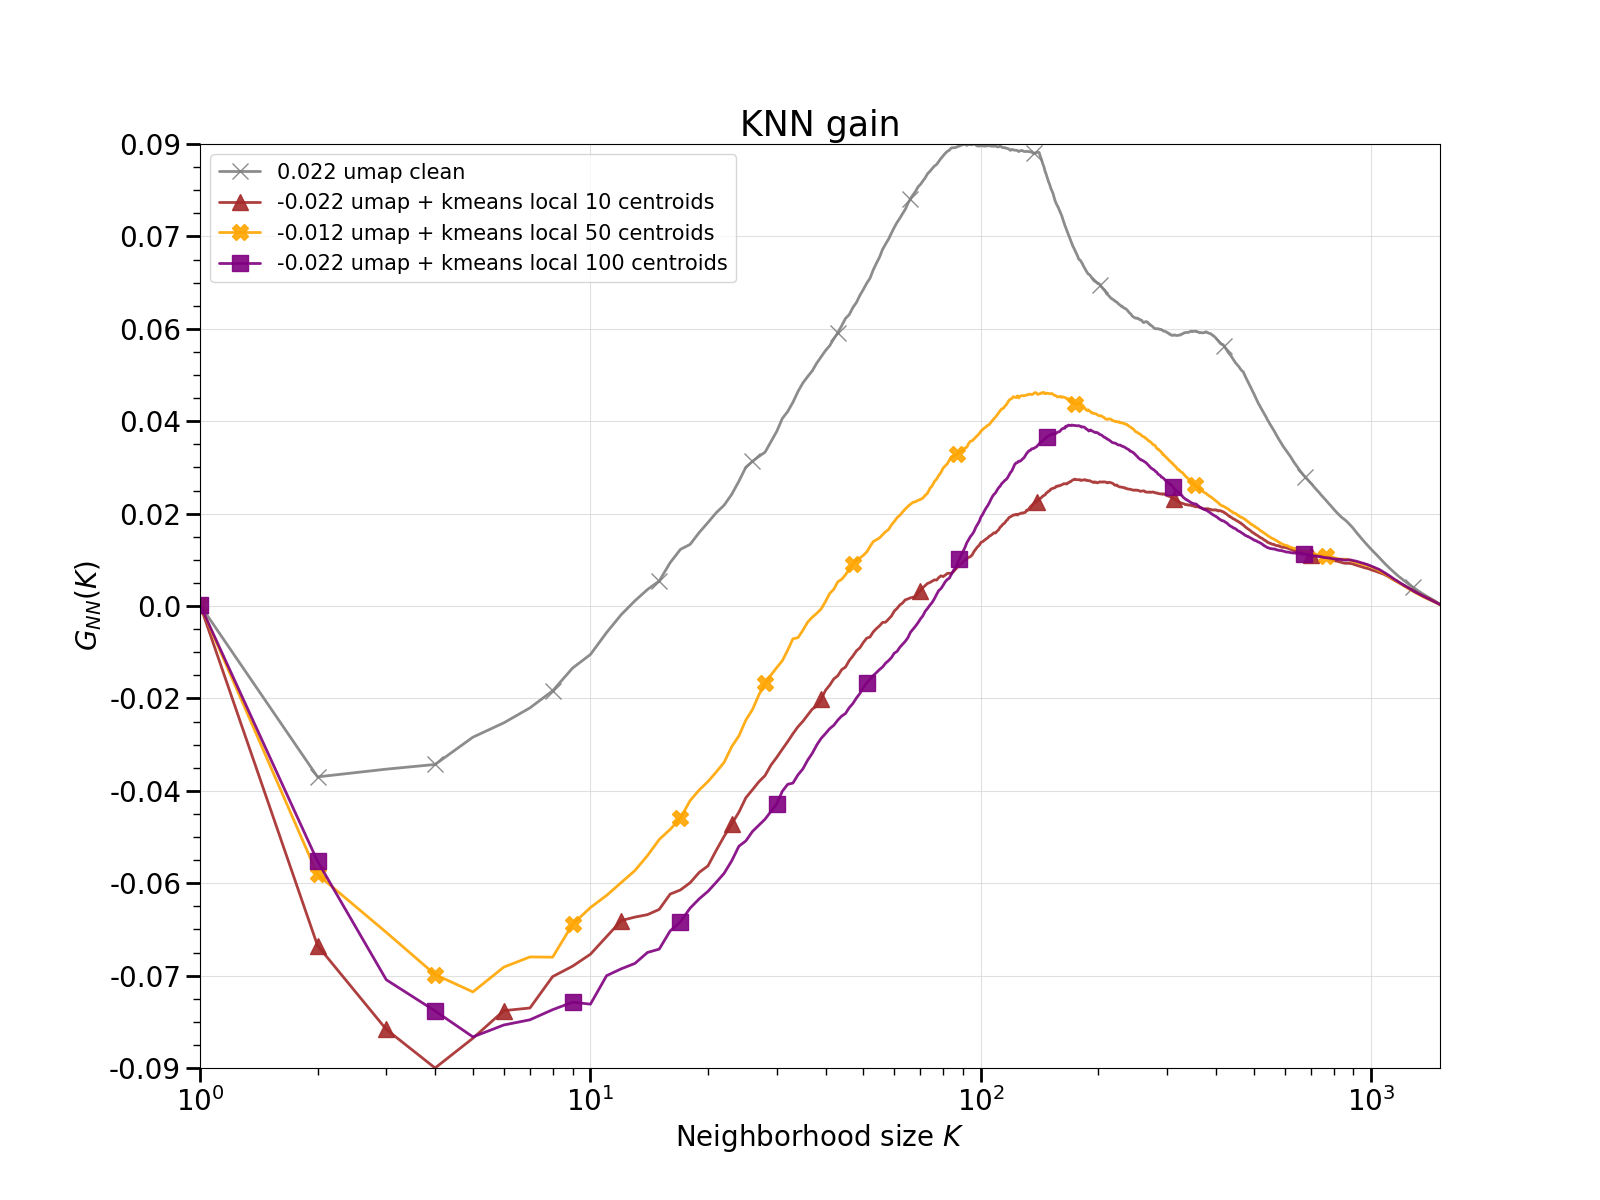 KNN gain
0.022 umap clean
-0.022 umap + kmeans local 10 centroids
-0.012 umap + kmeans local 50 centroids
-0.022 umap + kmeans local 100 centroids
0.09
0.07
0.06
0.04
0.02
0.0
-0.02
-0.04
-0.06
-0.07
-0.09
G_{NN}(K)
10^0 10^1 10^2 10^3
Neighborhood size K